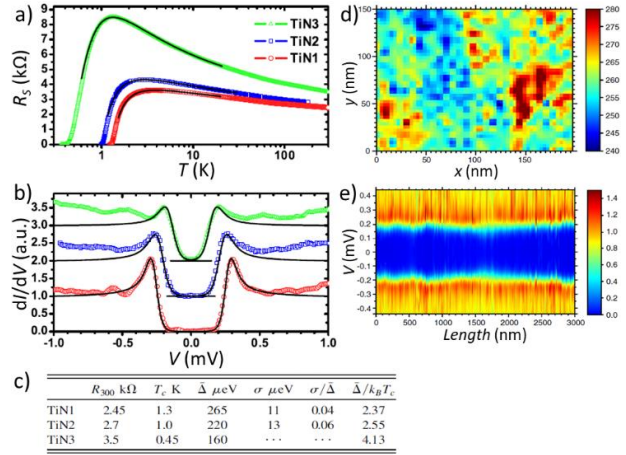 a)
9
8
7
6
5
4
3
2
1
0
R_S (kΩ)
TiN3
TiN2
TiN1
1 10 100
T (K)
b)
3.5
3.0
2.5
2.0
1.5
1.0
0.5
0.0
dI/dV (a.u.)
-1.0 -0.5 0.0 0.5 1.0
V (mV)
d)
150
100
50
0
y (nm)
0 50 100 150
x (nm)
280
270
260
250
240
e)
0.4
0.3
0.2
0.1
0
-0.1
-0.2
-0.3
-0.4
V (mV)
0 500 1000 1500 2000 2500 3000
Length (nm)
1.4
1.2
1.0
0.8
0.6
0.4
0.2
0.0
c)
R₃₀₀ kΩ T_c K Δ̄ μeV σ μeV σ/Δ̄ Δ̄/k_BT_c
TiN1 2.45 1.3 265 11 0.04 2.37
TiN2 2.7 1.0 220 13 0.06 2.55
TiN3 3.5 0.45 160 ··· ··· 4.13